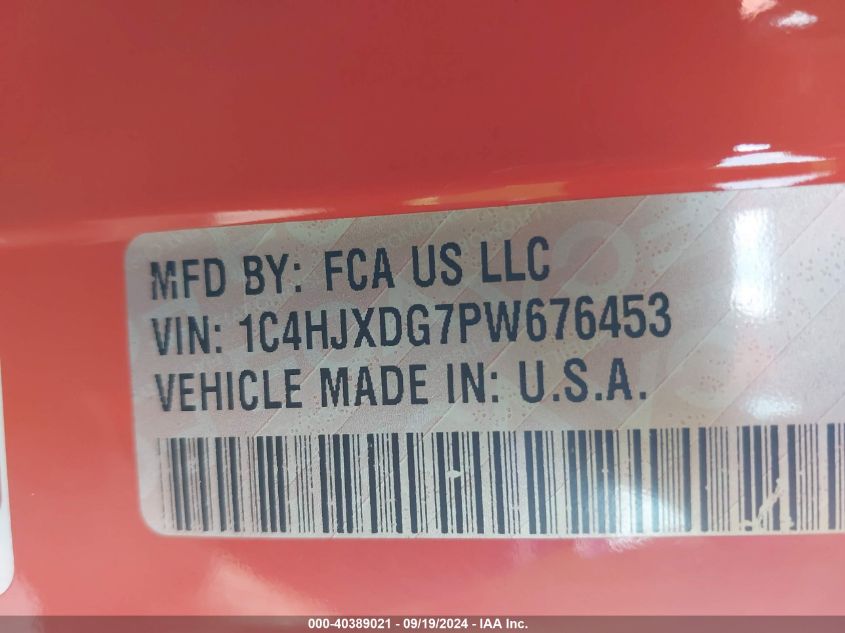 MFD BY: FCA US LLC
VIN: 1C4HJXDG7PW676453
VEHICLE MADE IN: U.S.A.
000-40389021 - 09/19/2024 - IAA Inc.